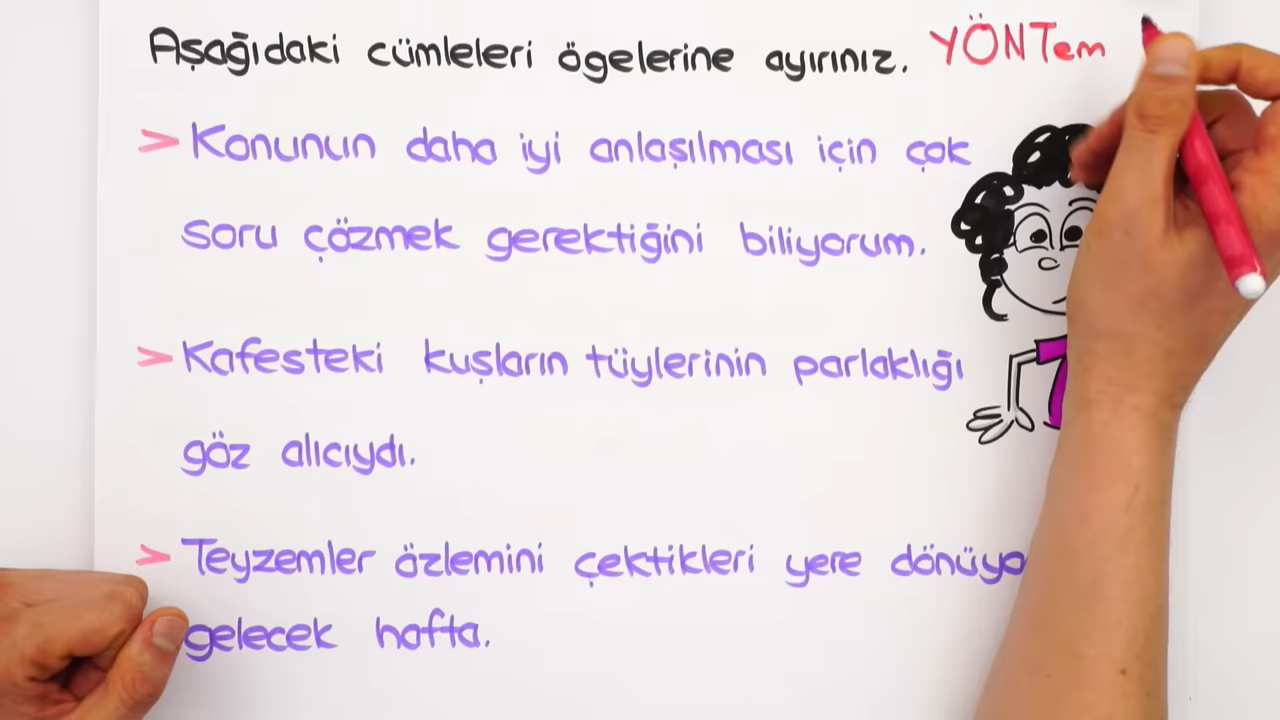 Aşağıdaki cümleleri ögelerine ayırınız. YÖNTem
> Konunun daha iyi anlaşılması için çok
soru çözmek gerektiğini biliyorum.
> Kafesteki kuşların tüylerinin parlaklığı
göz alıcıydı.
> Teyzemler özlemini çektikleri yere
gelecek hafta.